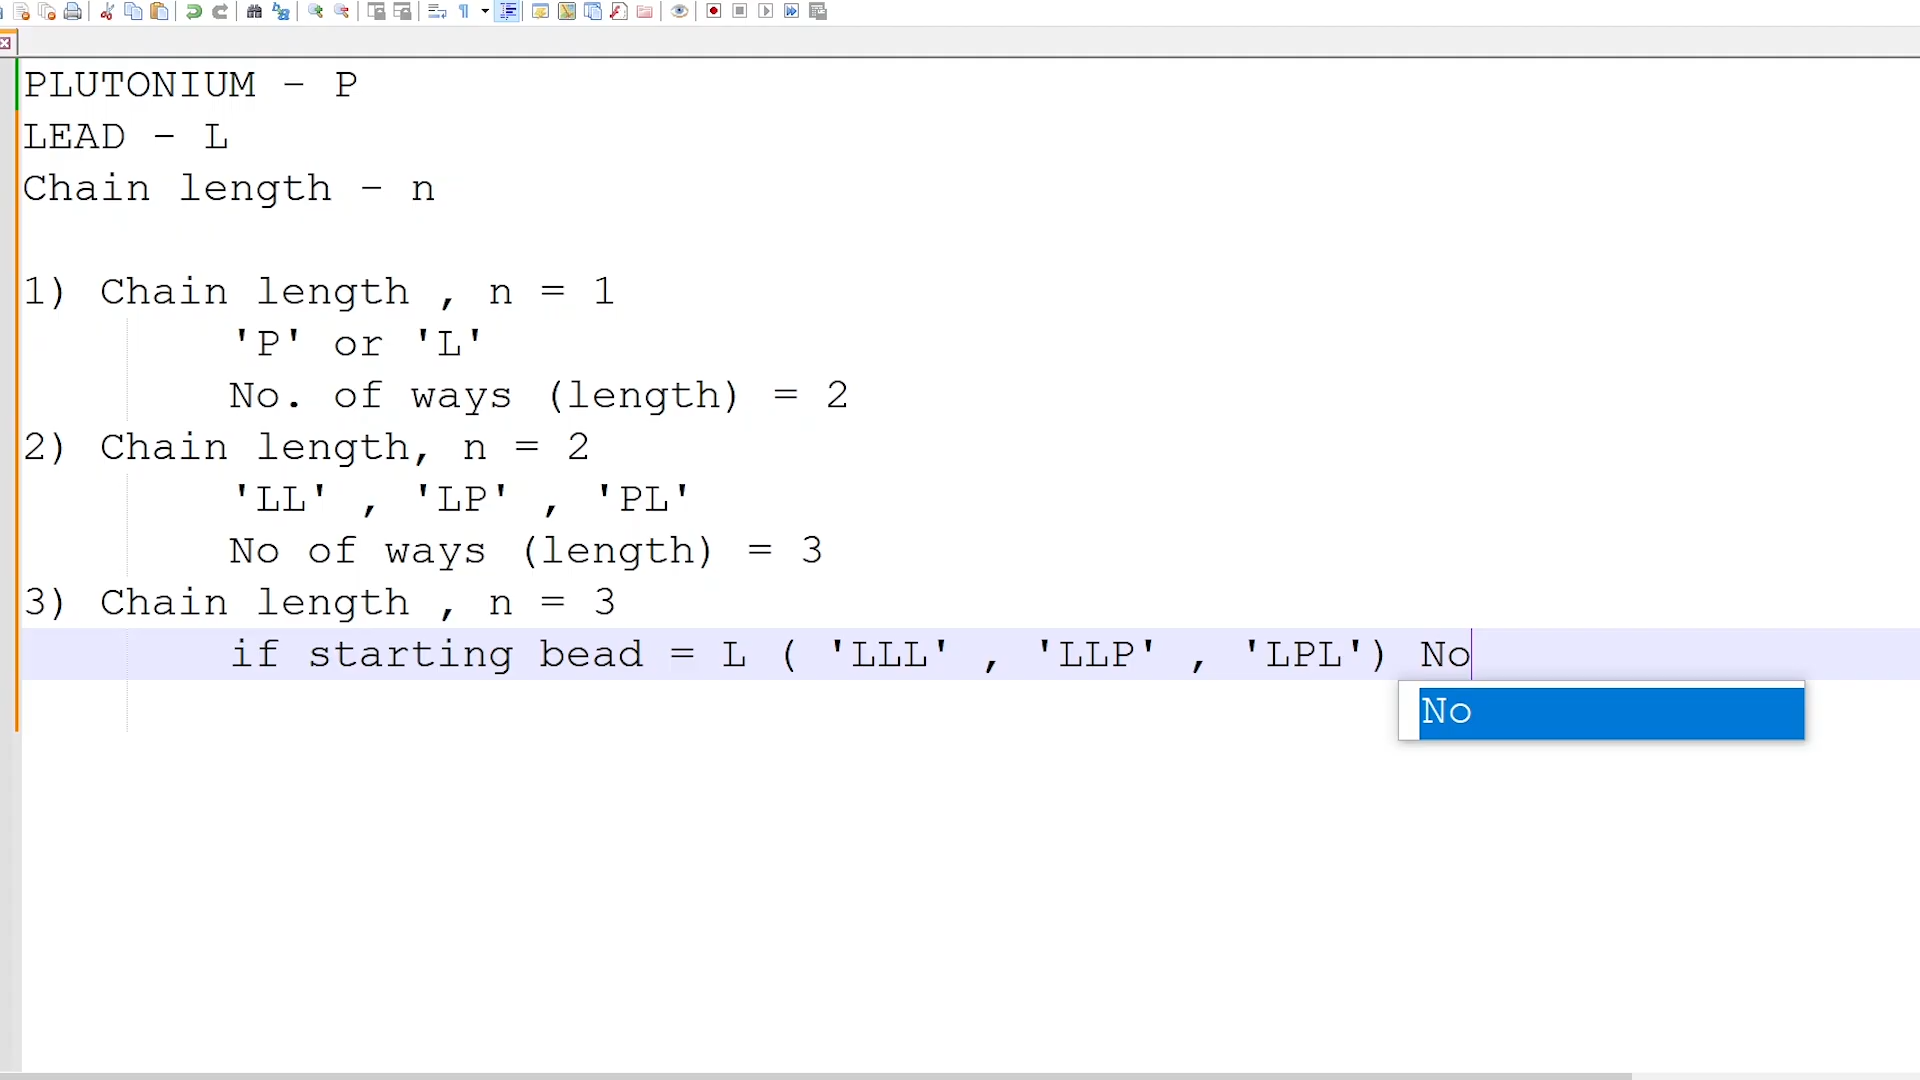 PLUTONIUM - P
LEAD - L
Chain length - n
1) Chain length , n = 1
'P' or 'L'
No. of ways (length) = 2
2) Chain length, n = 2
'LL' , 'LP' , 'PL'
No of ways (length) = 3
3) Chain length , n = 3
if starting bead = L ( 'LLL' , 'LLP' , 'LPL') No
No